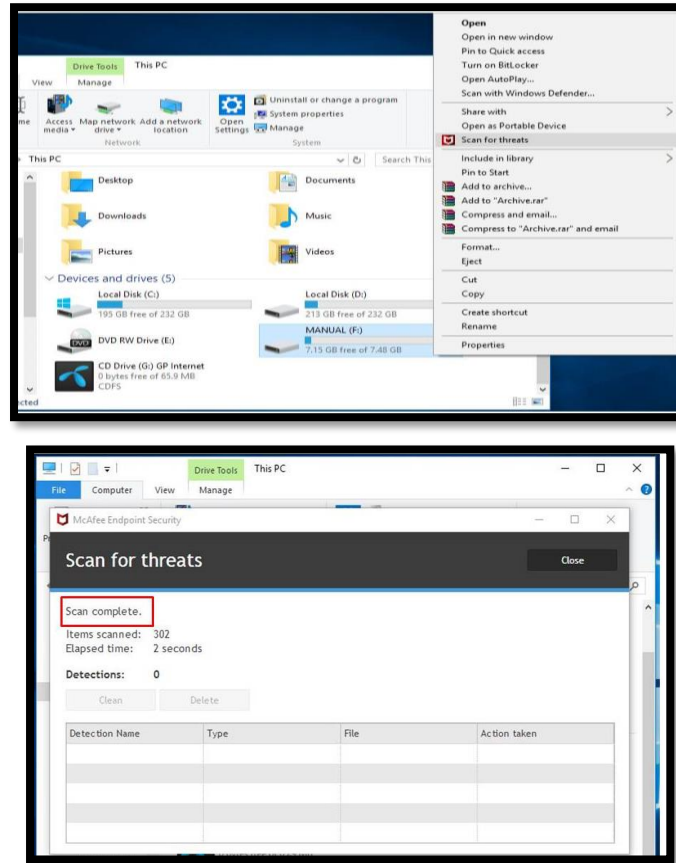 Drive Tools This PC
View Manage
me Access media Map network drive Add a network location
Open Settings Uninstall or change a program
System properties
Manage
Network System
This PC Search This
Desktop Documents
Downloads Music
Pictures Videos
Devices and drives (5)
Local Disk (C:) Local Disk (D:)
195 GB free of 232 GB 213 GB free of 232 GB
DVD RW Drive (E:) MANUAL (F:)
7.15 GB free of 7.48 GB
CD Drive (G:) GP Internet
0 bytes free of 65.9 MB
CDFS
cted
Open
Open in new window
Pin to Quick access
Turn on BitLocker
Open AutoPlay...
Scan with Windows Defender...
Share with
Open as Portable Device
Scan for threats
Include in library
Pin to Start
Add to archive...
Add to "Archive.rar"
Compress and email...
Compress to "Archive.rar" and email
Format...
Eject
Cut
Copy
Create shortcut
Rename
Properties
Drive Tools This PC
File Computer View Manage
McAfee Endpoint Security
Scan for threats Close
Scan complete.
Items scanned: 302
Elapsed time: 2 seconds
Detections: 0
Clean Delete
Detection Name Type File Action taken